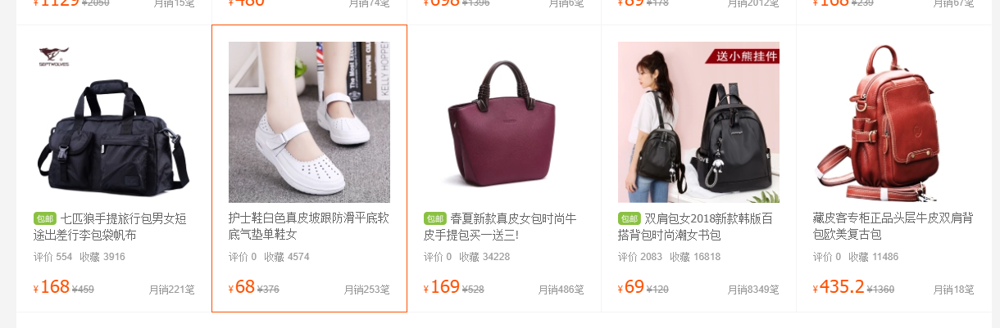 ¥1129 ¥2050 月销15笔
¥480 月销74笔
¥698 ¥1396 月销6笔
¥89 ¥178 月销2012笔
¥168 ¥239 月销67笔
SEPTWOLVES
包邮 七匹狼手提旅行包男女短
途出差行李包袋帆布
评价 554 收藏 3916
¥168 ¥459 月销221笔
KELLY HOPPEN
护士鞋白色真皮坡跟防滑平底软
底气垫单鞋女
评价 0 收藏 4574
¥68 ¥376 月销253笔
包邮 春夏新款真皮女包时尚牛
皮手提包买一送三!
评价 0 收藏 34228
¥169 ¥528 月销486笔
送小熊挂件
包邮 双肩包女2018新款韩版百
搭背包时尚潮女书包
评价 2083 收藏 16818
¥69 ¥120 月销8349笔
藏皮客专柜正品头层牛皮双肩背
包欧美复古包
评价 0 收藏 11486
¥435.2 ¥1360 月销18笔